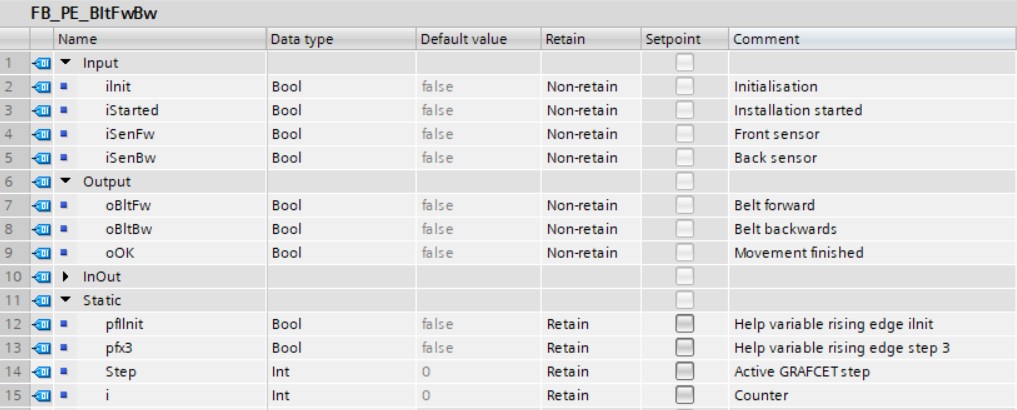 FB_PE_BltFwBw
Name Data type Default value Retain Setpoint Comment
1 Input
2 iInit Bool false Non-retain Initialisation
3 iStarted Bool false Non-retain Installation started
4 iSenFw Bool false Non-retain Front sensor
5 iSenBw Bool false Non-retain Back sensor
6 Output
7 oBltFw Bool false Non-retain Belt forward
8 oBltBw Bool false Non-retain Belt backwards
9 oOK Bool false Non-retain Movement finished
10 InOut
11 Static
12 pfIInit Bool false Retain Help variable rising edge iInit
13 pfx3 Bool false Retain Help variable rising edge step 3
14 Step Int 0 Retain Active GRAFCET step
15 i Int 0 Retain Counter